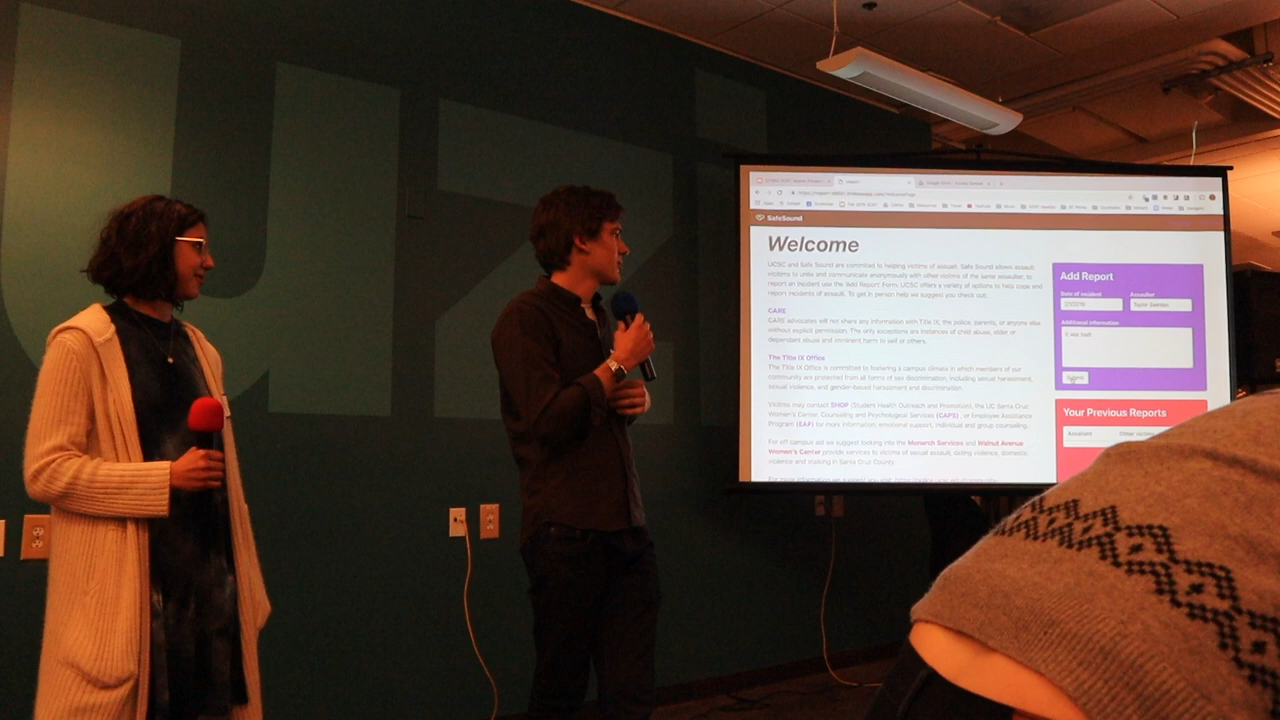 uzi
SafeSound
Welcome
UCSC and Safe Sound are committed to helping victims of assualt. Safe Sound allows assault
victims to unite and communicate anonymously with other victims of the same assaulter, to
report an incident use the Add Report Form. UCSC offers a variety of options to help cope and
report incidents of assault. To get in person help we suggest you check out:
CARE
CARE advocates will not share any information with Title IX, the police, parents, or anyone else
without explicit permission. The only exceptions are instances of child abuse, elder or
dependant abuse and imminent harm to self or others.
The Title IX Office
The Title IX Office is committed to fostering a campus climate in which members of our
community are protected from all forms of sex discrimination, including sexual harassment,
sexual violence, and gender-based harassment and discrimination.
Victims may contact SHOP (Student Health Outreach and Promotion), the UC Santa Cruz
Women's Center, Counseling and Psychological Services (CAPS) , or Employee Assistance
Program (EAP) for more information, emotional support, individual and group counseling.
For off campus aid we suggest looking into the Monarch Services and Walnut Avenue
Women's Center provide services to victims of sexual assault, dating violence, domestic
violence and stalking in Santa Cruz County.
Add Report
Date of Incident Assaulter
Additional Information
Submit
Your Previous Reports
Assailant Other victims